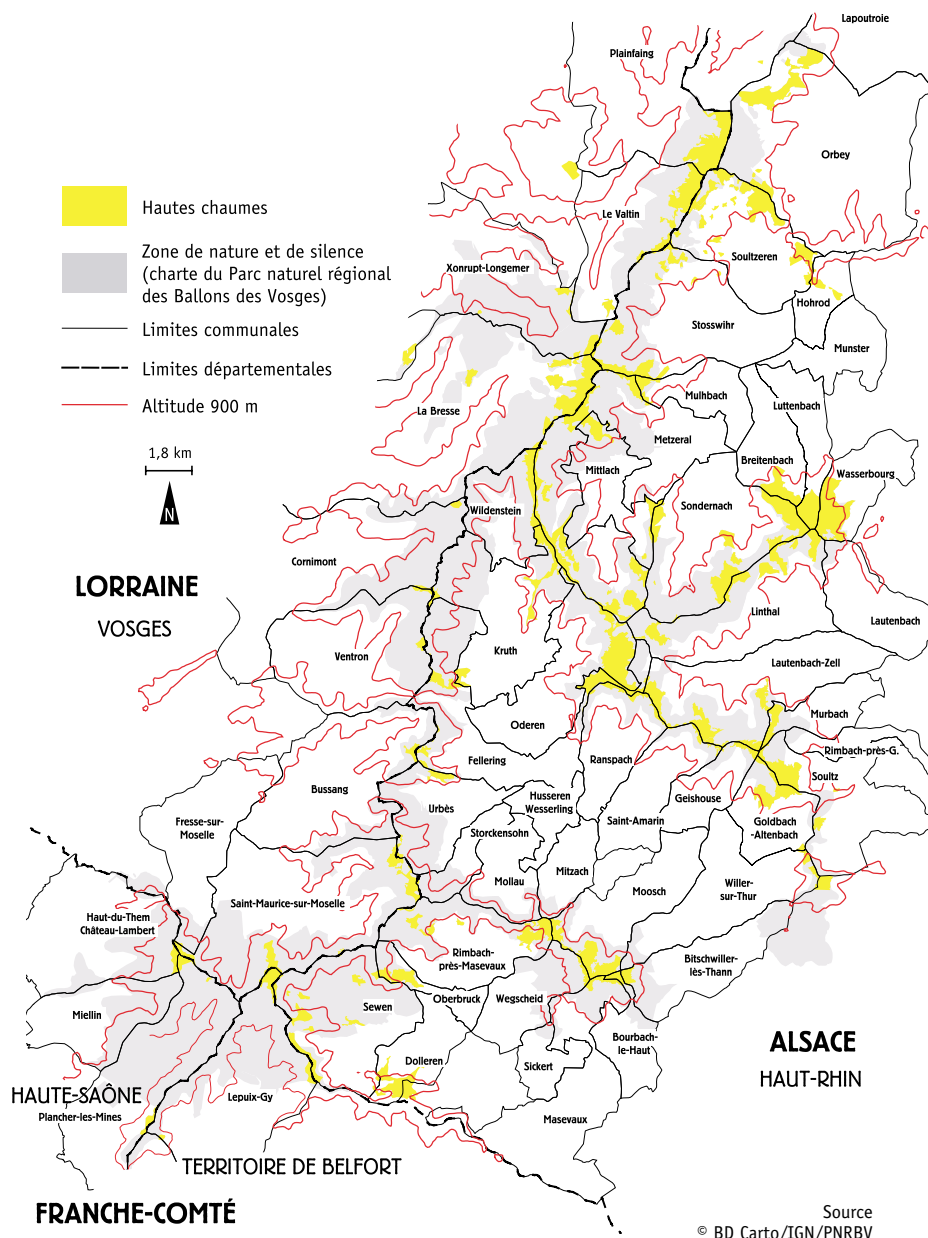 Lapoutroie
Plainfaing
Orbey
Hautes chaumes
Le Valtin
Zone de nature et de silence
(charte du Parc naturel régional
des Ballons des Vosges)
Soultzeren
Xonrupt-Longemer
Hohrod
Limites communales
Stosswihr
Munster
Limites départementales
Mulhbach
Altitude 900 m
Luttenbach
La Bresse
Metzeral
1,8 km
Breitenbach
Mittlach
Wasserbourg
N
Sondernach
Wildenstein
Cornimont
LORRAINE
VOSGES
Linthal
Lautenbach
Kruth
Ventron
Lautenbach-Zell
Murbach
Oderen
Rimbach-près-G.
Fellering
Ranspach
Soultz
Bussang
Husseren
Wesserling
Geishouse
Urbès
Fresse-sur-
Moselle
Storckensohn
Saint-Amarin
Goldbach
-Altenbach
Mitzach
Mollau
Moosch
Willer
-sur-Thur
Saint-Maurice-sur-Moselle
Haut-du-Them
Château-Lambert
Rimbach-
près-Masevaux
Bitschwiller-
lès-Thann
Oberbruck
Wegscheid
Sewen
Miellin
Bourbach-
le-Haut
ALSACE
HAUT-RHIN
Dolleren
Sickert
HAUTE-SAÔNE
Lepuix-Gy
Plancher-les-Mines
Masevaux
TERRITOIRE DE BELFORT
FRANCHE-COMTÉ
Source
© BD Carto/IGN/PNRBV